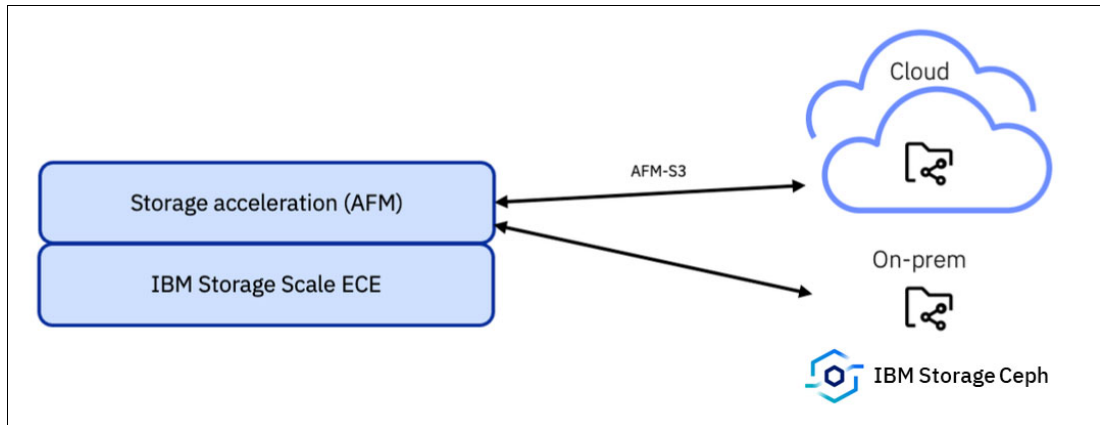 Cloud
AFM-S3
Storage acceleration (AFM)
On-prem
IBM Storage Scale ECE
IBM Storage Ceph